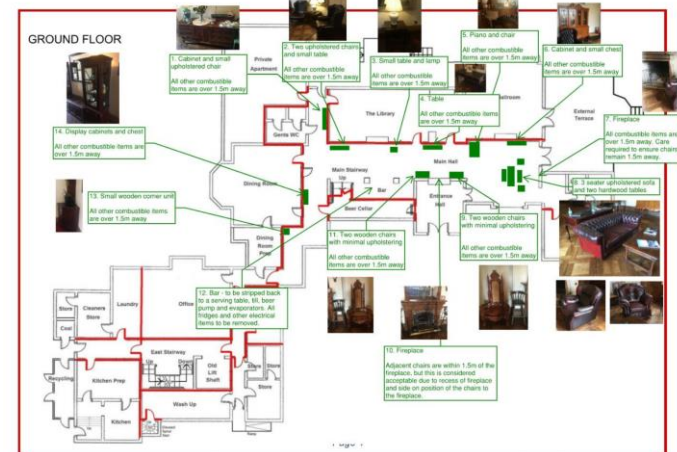 GROUND FLOOR
1. Cabinet and small
upholstered chair
All other combustible
items are over 1.5m away
2. Two upholstered chairs
and small table
All other combustible
items are over 1.5m away
3. Small table and lamp
All other combustible
items are over 1.5m away
5. Piano and chair
All other combustible
items are over 1.5m away
6. Cabinet and small chest
All other combustible
items are over 1.5m away
4. Table
All other combustible
items are over 1.5m away
7. Fireplace
All other combustible items are
over 1.5m away. Care
required to ensure chairs
remain 1.5m away.
8. 3 seater upholstered sofa
and two hardwood tables
14. Display cabinets and chest
All other combustible items are
over 1.5m away
13. Small wooden corner unit
All other combustible items
are over 1.5m away
9. Two wooden chairs
with minimal upholstering
All other combustible
items are over 1.5m away
11. Two wooden chairs
with minimal upholstering
All other combustible
items are over 1.5m away
12. Bar - to be stripped back
to a serving table, till, beer
pump and evaporators. All
fridges and other electrical
items to be removed.
10. Fireplace
Adjacent chairs are within 1.5m of the
fireplace, but this is considered
acceptable due to recess of fireplace
and side on position of the chairs to
the fireplace.
Private
Apartment
Gents WC
The Library
External
Terrace
Main Hall
Main Stairway
Up
Bar
Beer Cellar
Entrance
Hall
Dining Room
Dining
Room
Prep
Store
Cleaners
Store
Laundry
Office
Coat
East Stairway
Up
Down
Old
Lift
Shaft
Store
Store
Store
Recycling
Kitchen Prep
Wash Up
Kitchen